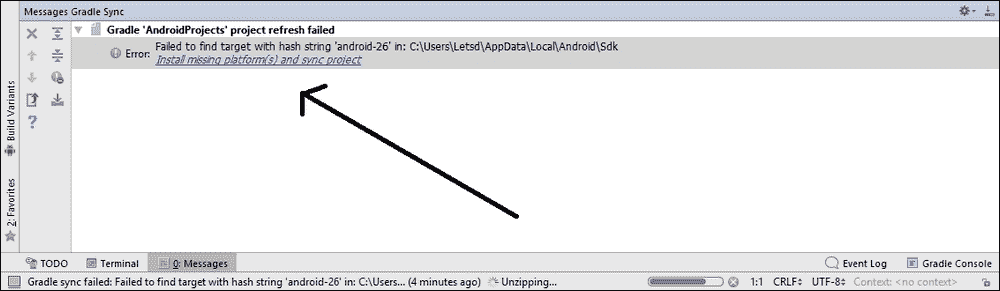 Messages Gradle Sync
Gradle 'AndroidProjects' project refresh failed
Error:
Failed to find target with hash string 'android-26' in: C:\Users\Letsd\AppData\Local\Android\Sdk
Install missing platform(s) and sync project
Build Variants
2: Favorites
TODO
Terminal
0: Messages
Event Log
Gradle Console
Gradle sync failed: Failed to find target with hash string 'android-26' in: C:\Users... (4 minutes ago)
Unzipping...
1:1
CRLF
UTF-8
Context: <no context>